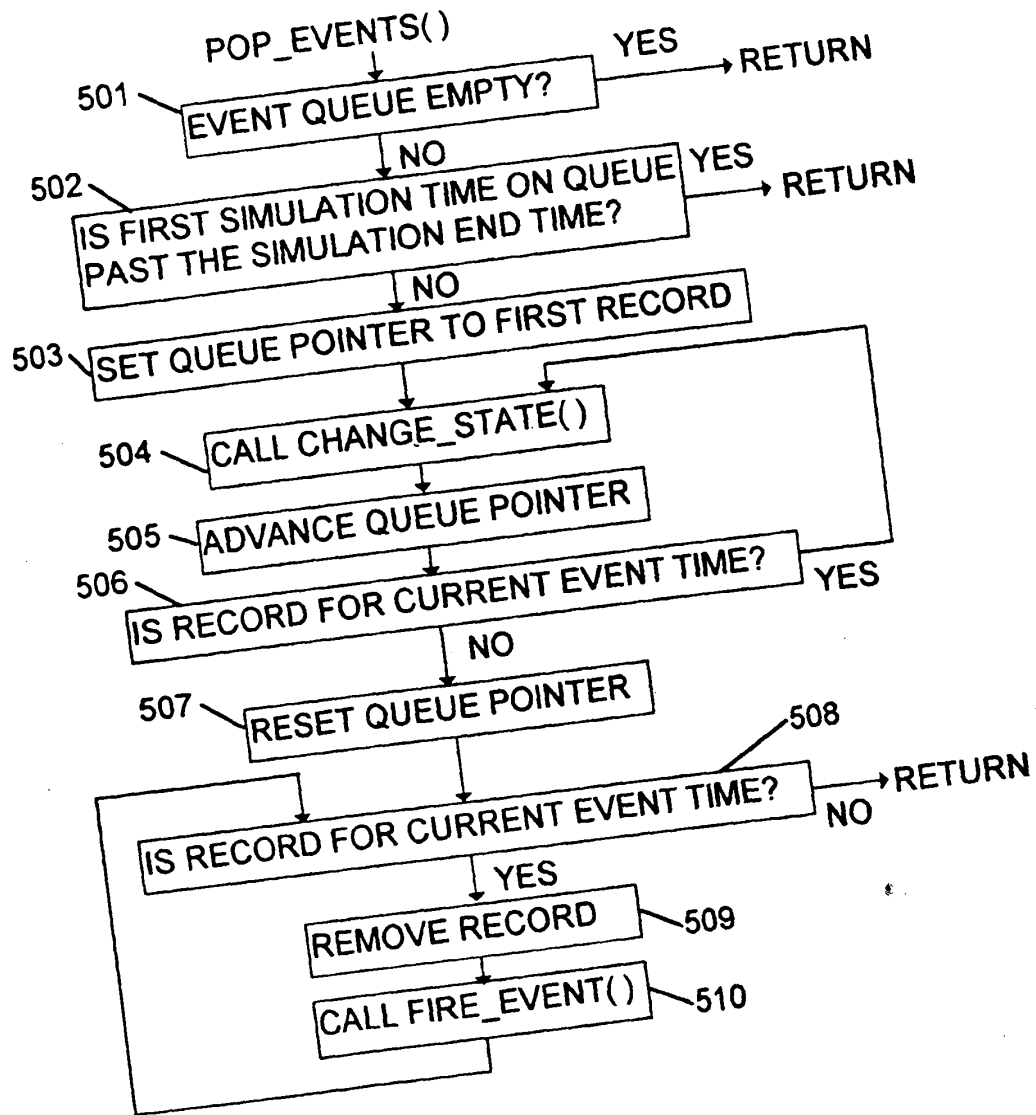 POP_EVENTS()
501
EVENT QUEUE EMPTY?
YES
RETURN
NO
502
IS FIRST SIMULATION TIME ON QUEUE
PAST THE SIMULATION END TIME?
YES
RETURN
NO
503
SET QUEUE POINTER TO FIRST RECORD
504
CALL CHANGE_STATE()
505
ADVANCE QUEUE POINTER
506
IS RECORD FOR CURRENT EVENT TIME?
YES
NO
507
RESET QUEUE POINTER
508
IS RECORD FOR CURRENT EVENT TIME?
RETURN
NO
YES
REMOVE RECORD
509
CALL FIRE_EVENT()
510